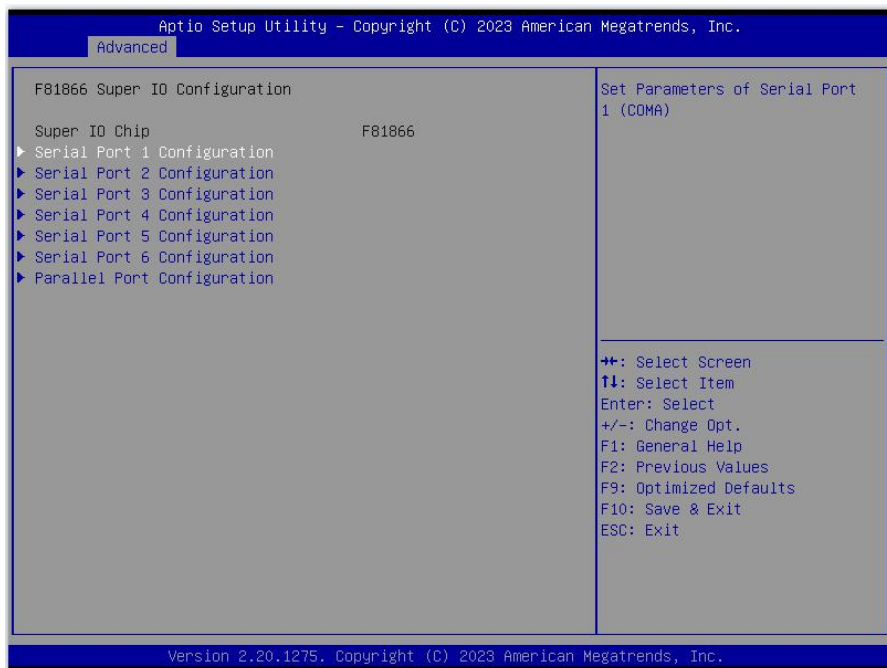 Aptio Setup Utility – Copyright (C) 2023 American Megatrends, Inc.
Advanced
F81866 Super IO Configuration
Super IO Chip F81866
Serial Port 1 Configuration
Serial Port 2 Configuration
Serial Port 3 Configuration
Serial Port 4 Configuration
Serial Port 5 Configuration
Serial Port 6 Configuration
Parallel Port Configuration
Set Parameters of Serial Port
1 (COMA)
→←: Select Screen
↑↓: Select Item
Enter: Select
+/-: Change Opt.
F1: General Help
F2: Previous Values
F9: Optimized Defaults
F10: Save & Exit
ESC: Exit
Version 2.20.1275. Copyright (C) 2023 American Megatrends, Inc.